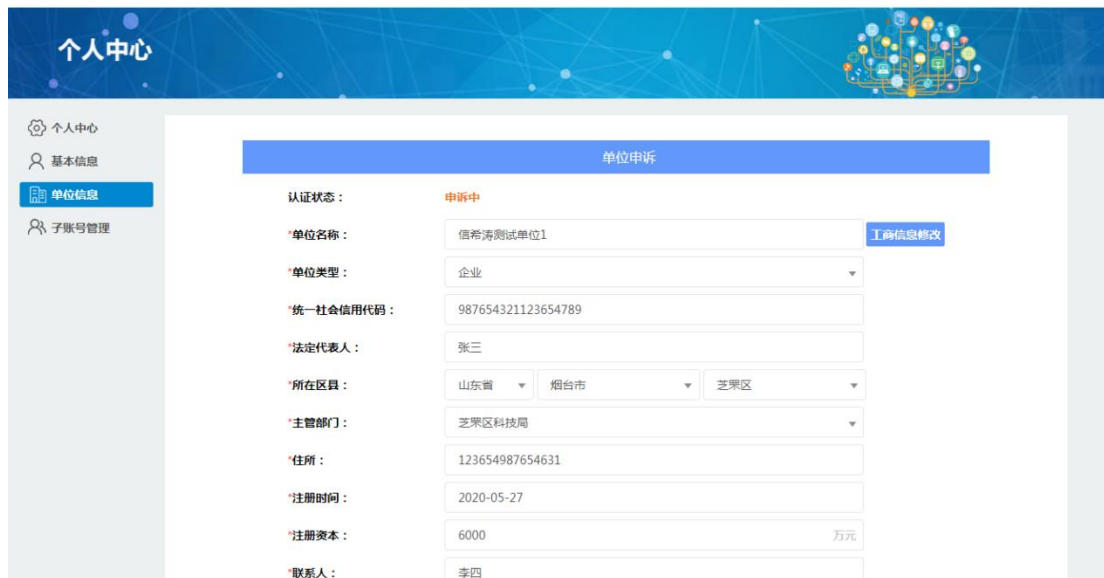 个人中心
个人中心
基本信息
单位信息
子账号管理
单位申诉
认证状态： 申诉中
*单位名称： 信希涛测试单位1 工商信息修改
*单位类型： 企业
*统一社会信用代码： 987654321123654789
*法定代表人： 张三
*所在区县： 山东省 烟台市 芝罘区
*主管部门： 芝罘区科技局
*住所： 123654987654631
*注册时间： 2020-05-27
*注册资本： 6000 万元
*联系人： 李四